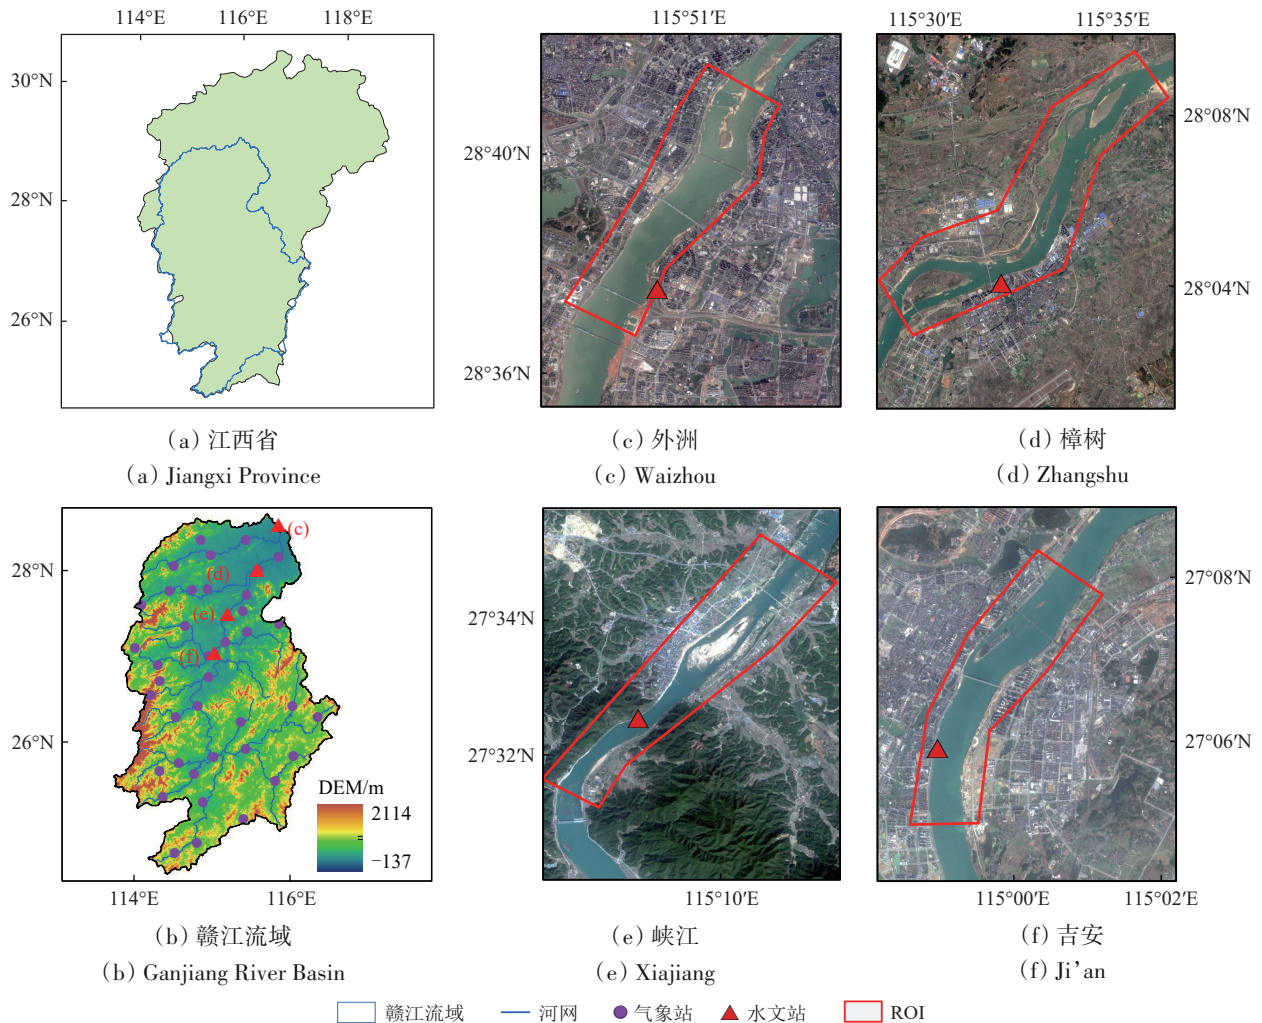 114°E 116°E 118°E
30°N
28°N
26°N
(a) 江西省
(a) Jiangxi Province
115°51′E
28°40′N
28°36′N
(c) 外洲
(c) Waizhou
115°30′E 115°35′E
28°08′N
28°04′N
(d) 樟树
(d) Zhangshu
28°N
26°N
(c)
(d)
(e)
(f)
DEM/m
2114
−137
114°E 116°E
(b) 赣江流域
(b) Ganjiang River Basin
27°34′N
27°32′N
115°10′E
(e) 峡江
(e) Xiajiang
27°08′N
27°06′N
115°00′E 115°02′E
(f) 吉安
(f) Ji’an
赣江流域 河网 气象站 水文站 ROI